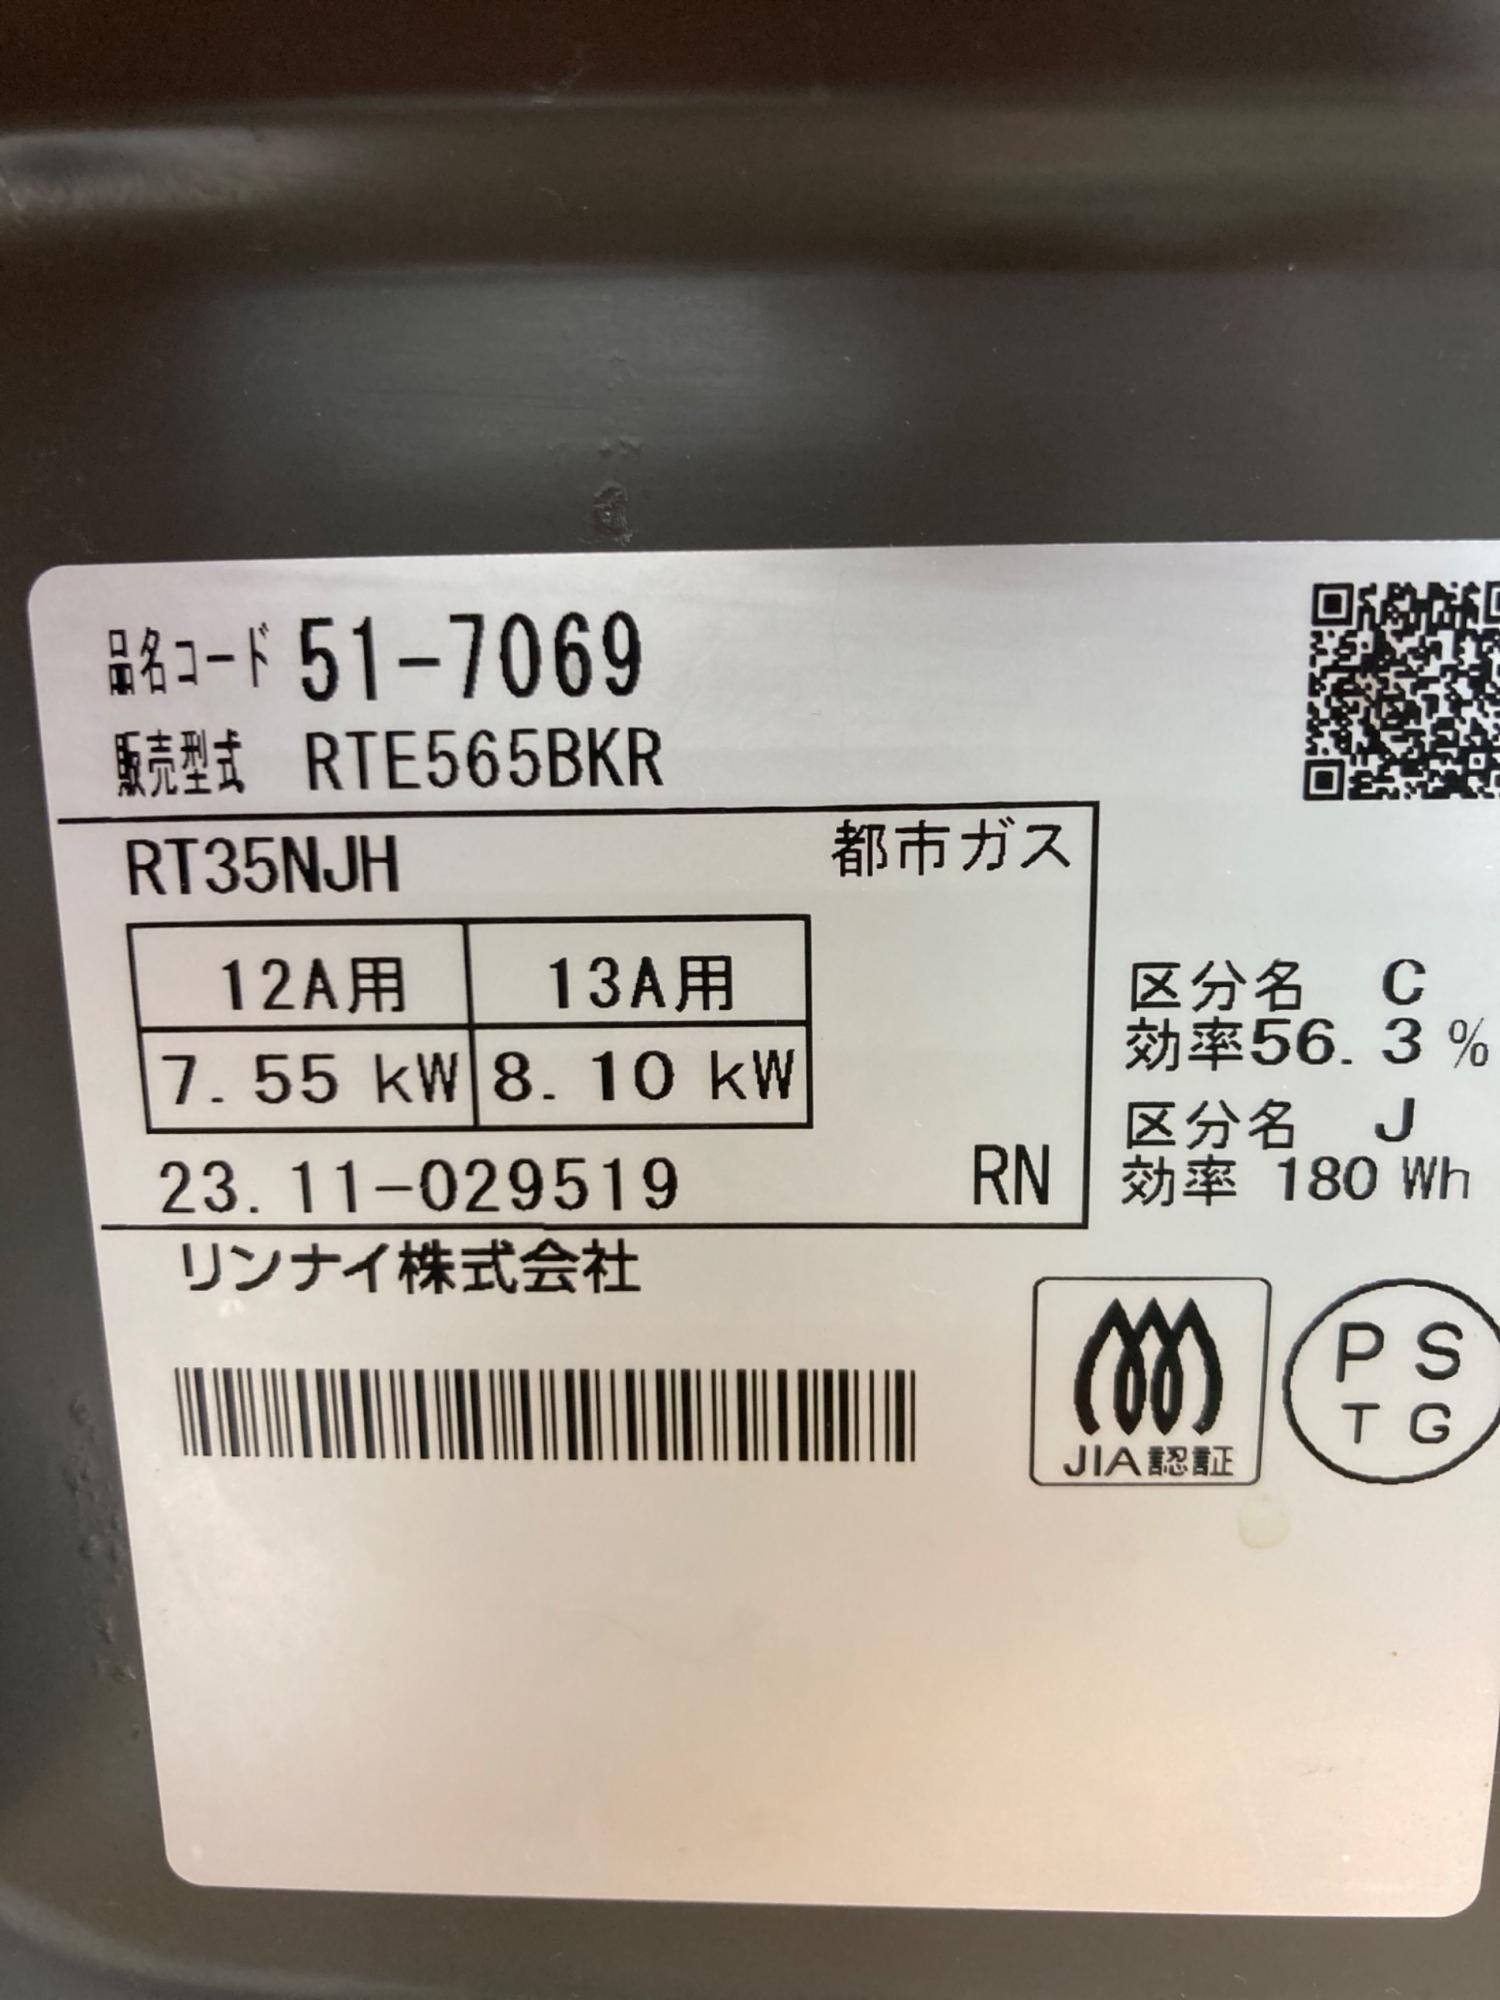 品名コード 51-7069
販売型式 RTE565BKR
RT35NJH 都市ガス
12A用 13A用
7.55 kW 8.10 kW
23.11-029519 RN
リンナイ株式会社
区分名 C
効率56.3 %
区分名 J
効率 180 Wh
JIA認証
PS
TG